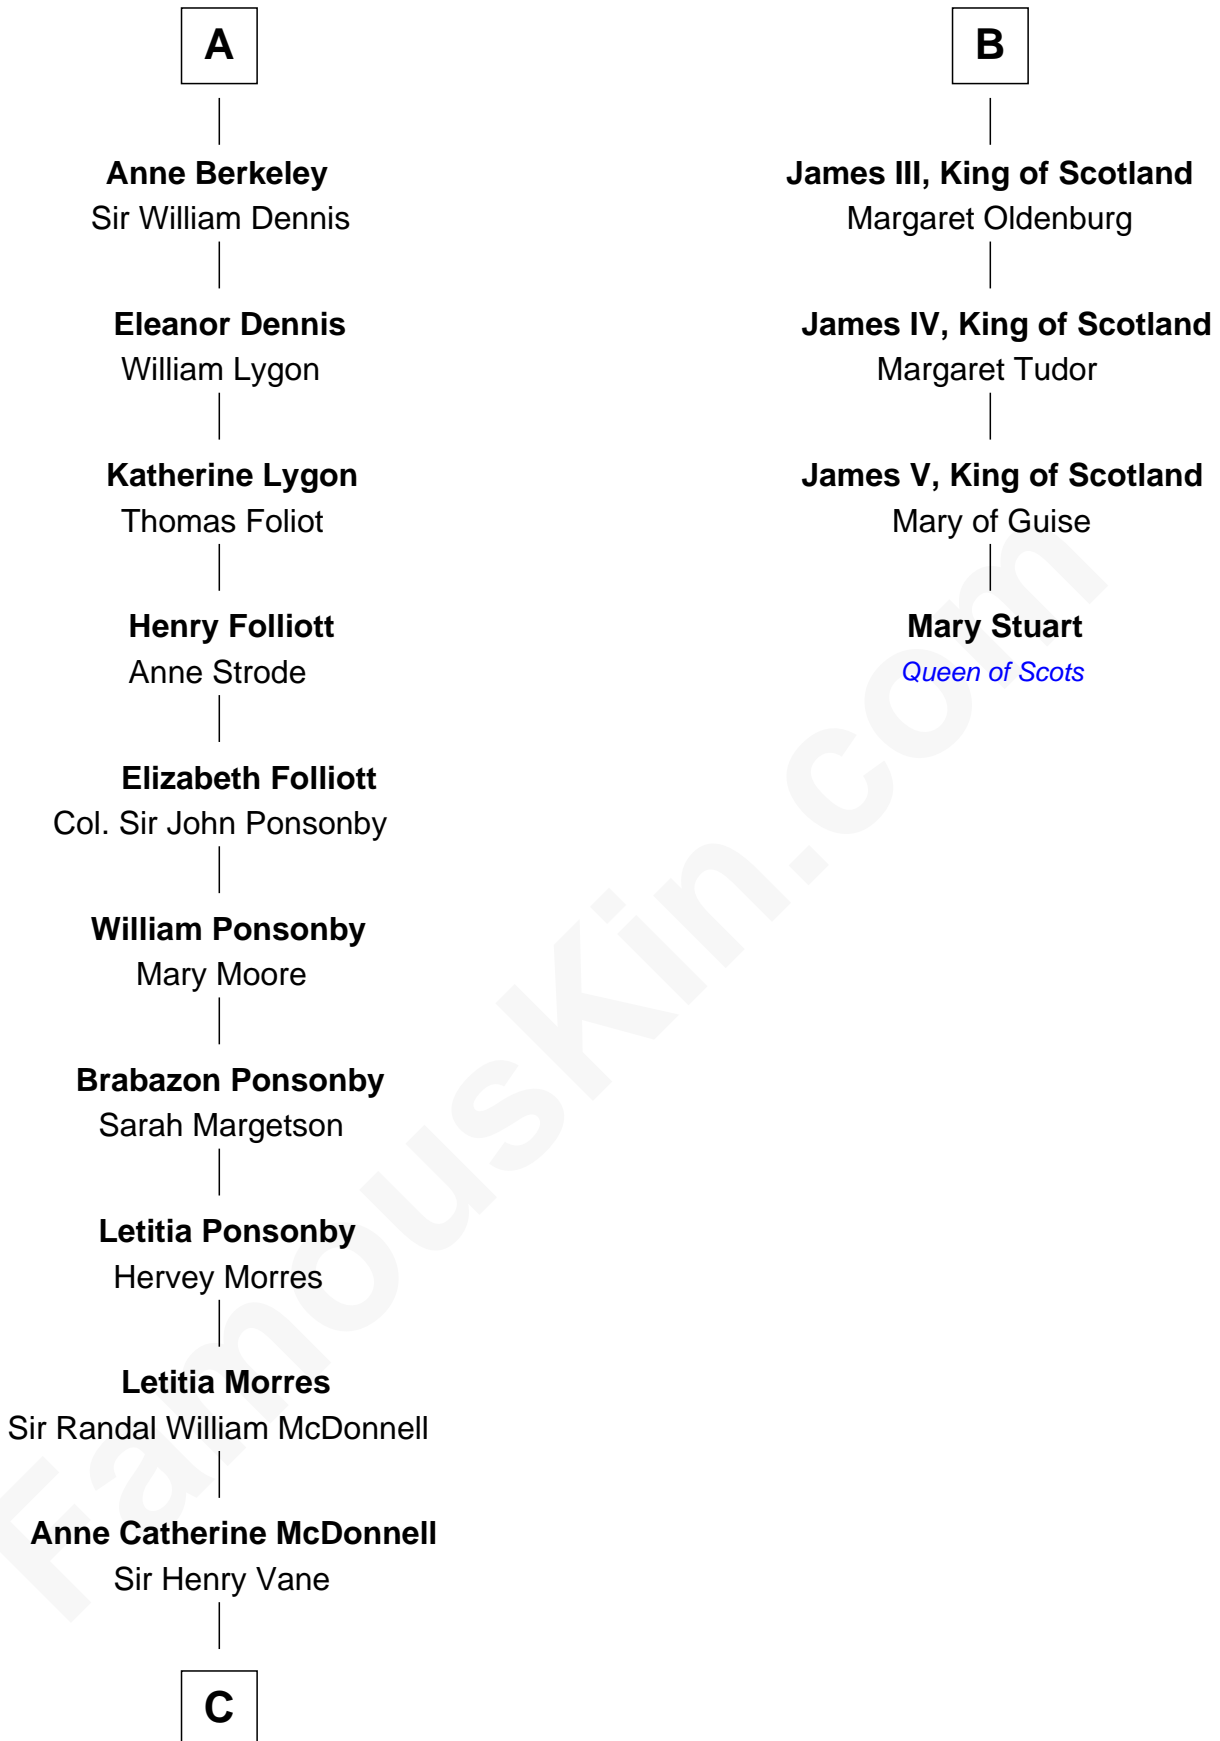 A
Anne Berkeley
Sir William Dennis
Eleanor Dennis
William Lygon
Katherine Lygon
Thomas Foliot
Henry Folliott
Anne Strode
Elizabeth Folliott
Col. Sir John Ponsonby
William Ponsonby
Mary Moore
Brabazon Ponsonby
Sarah Margetson
Letitia Ponsonby
Hervey Morres
Letitia Morres
Sir Randal William McDonnell
Anne Catherine McDonnell
Sir Henry Vane
C
B
James III, King of Scotland
Margaret Oldenburg
James IV, King of Scotland
Margaret Tudor
James V, King of Scotland
Mary of Guise
Mary Stuart
Queen of Scots
FamousKin.com